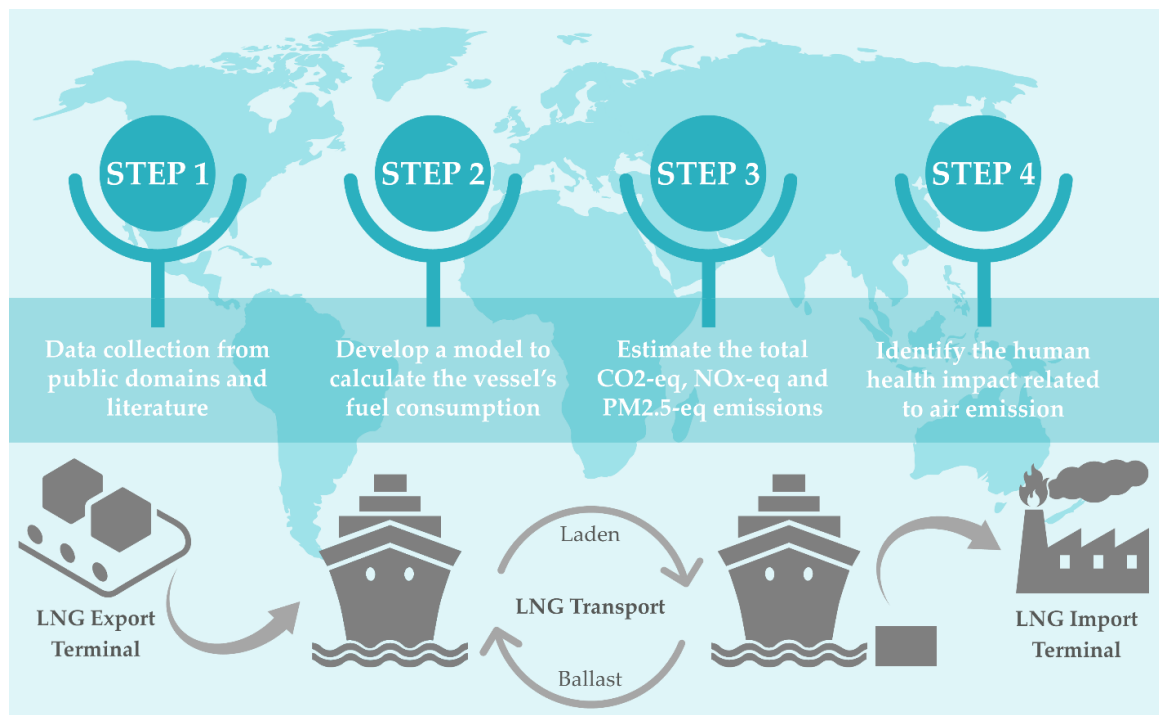 STEP 1
STEP 2
STEP 3
STEP 4
Data collection from
public domains and
literature
Develop a model to
calculate the vessel’s
fuel consumption
Estimate the total
CO2-eq, NOx-eq and
PM2.5-eq emissions
Identify the human
health impact related
to air emission
LNG Export
Terminal
Laden
LNG Transport
Ballast
LNG Import
Terminal